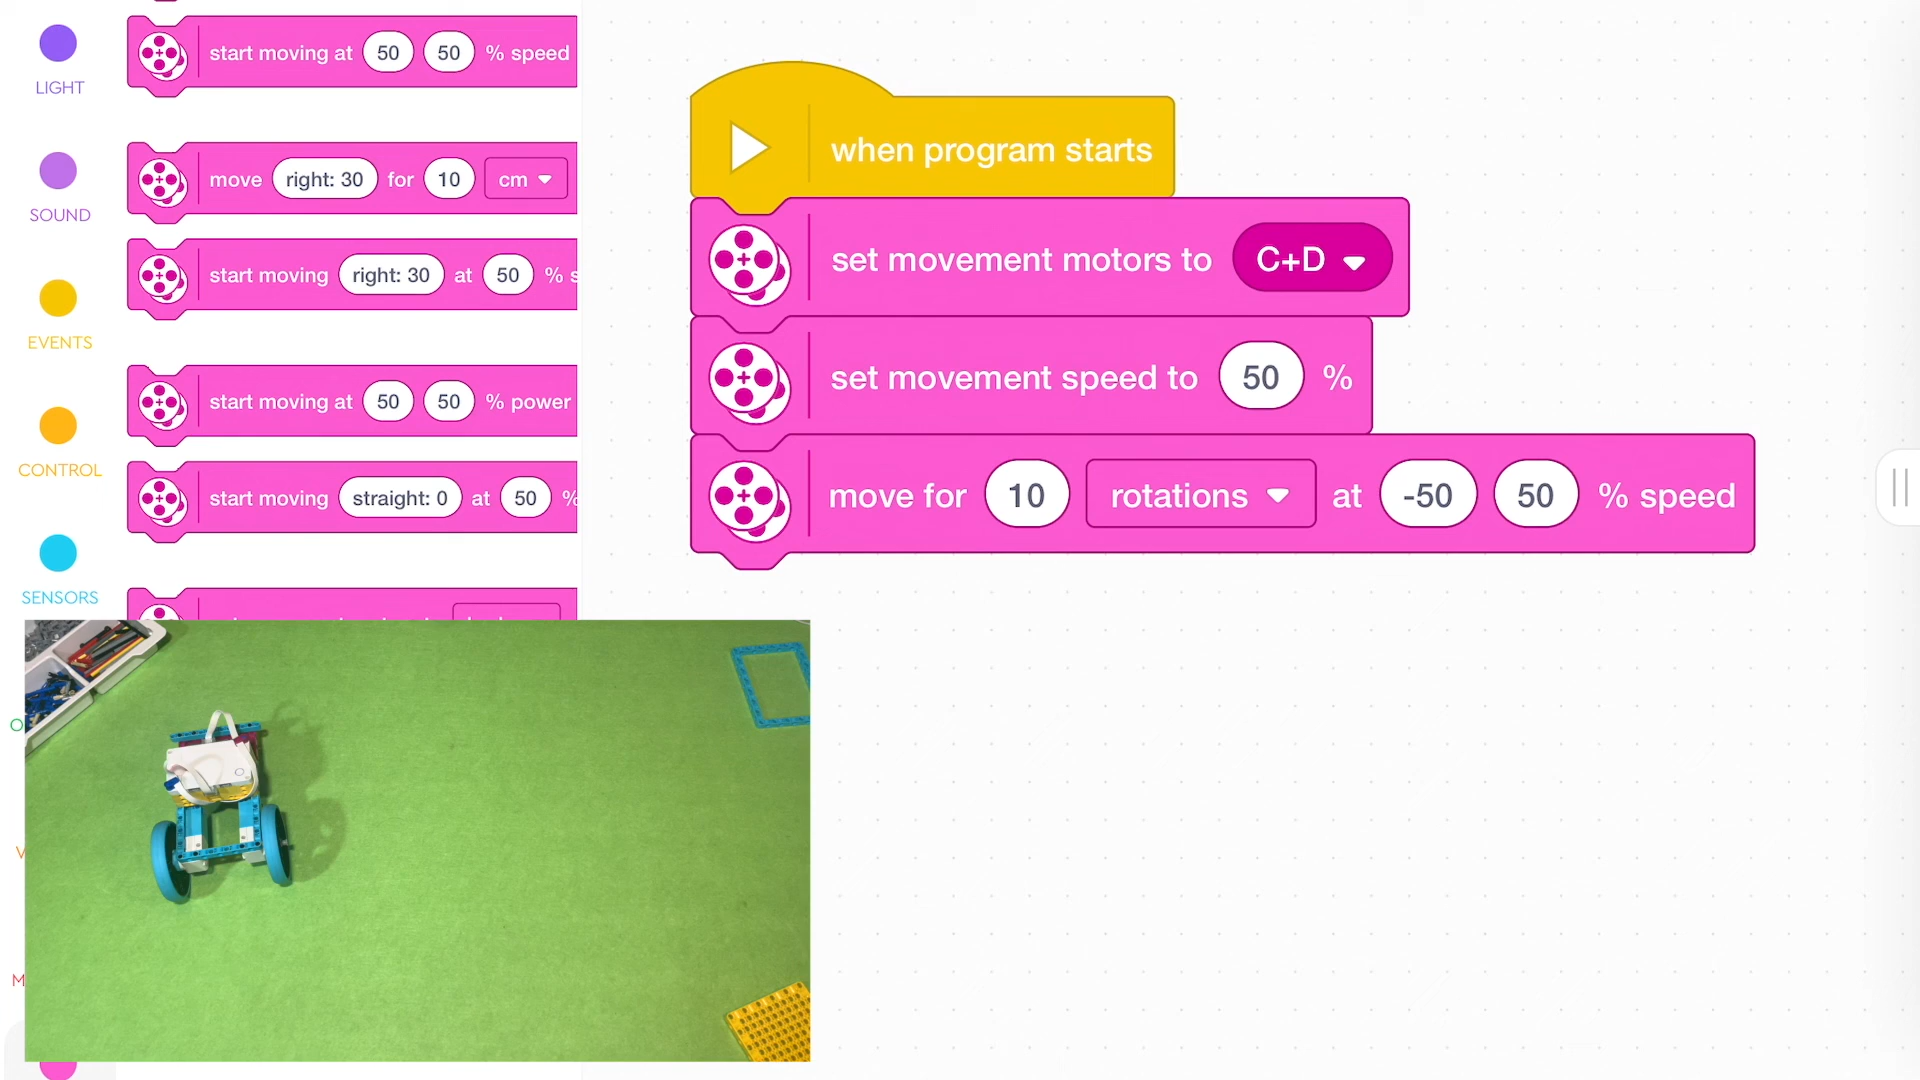 LIGHT
SOUND
EVENTS
CONTROL
SENSORS
O
V
M
start moving at 50 50 % speed
move right: 30 for 10 cm
start moving right: 30 at 50 % s
start moving at 50 50 % power
start moving straight: 0 at 50 %
when program starts
set movement motors to C+D
set movement speed to 50 %
move for 10 rotations at -50 50 % speed